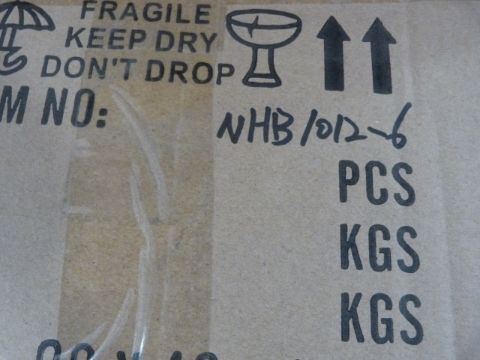 FRAGILE
KEEP DRY
DON'T DROP
M NO: NHB1012-6
PCS
KGS
KGS